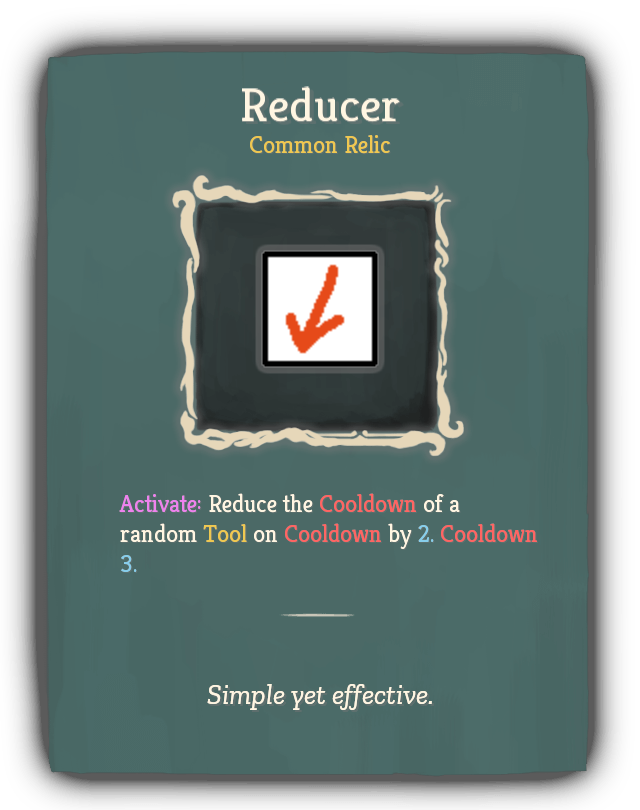 Reducer
Common Relic
Activate: Reduce the Cooldown of a
random Tool on Cooldown by 2. Cooldown
3.
Simple yet effective.